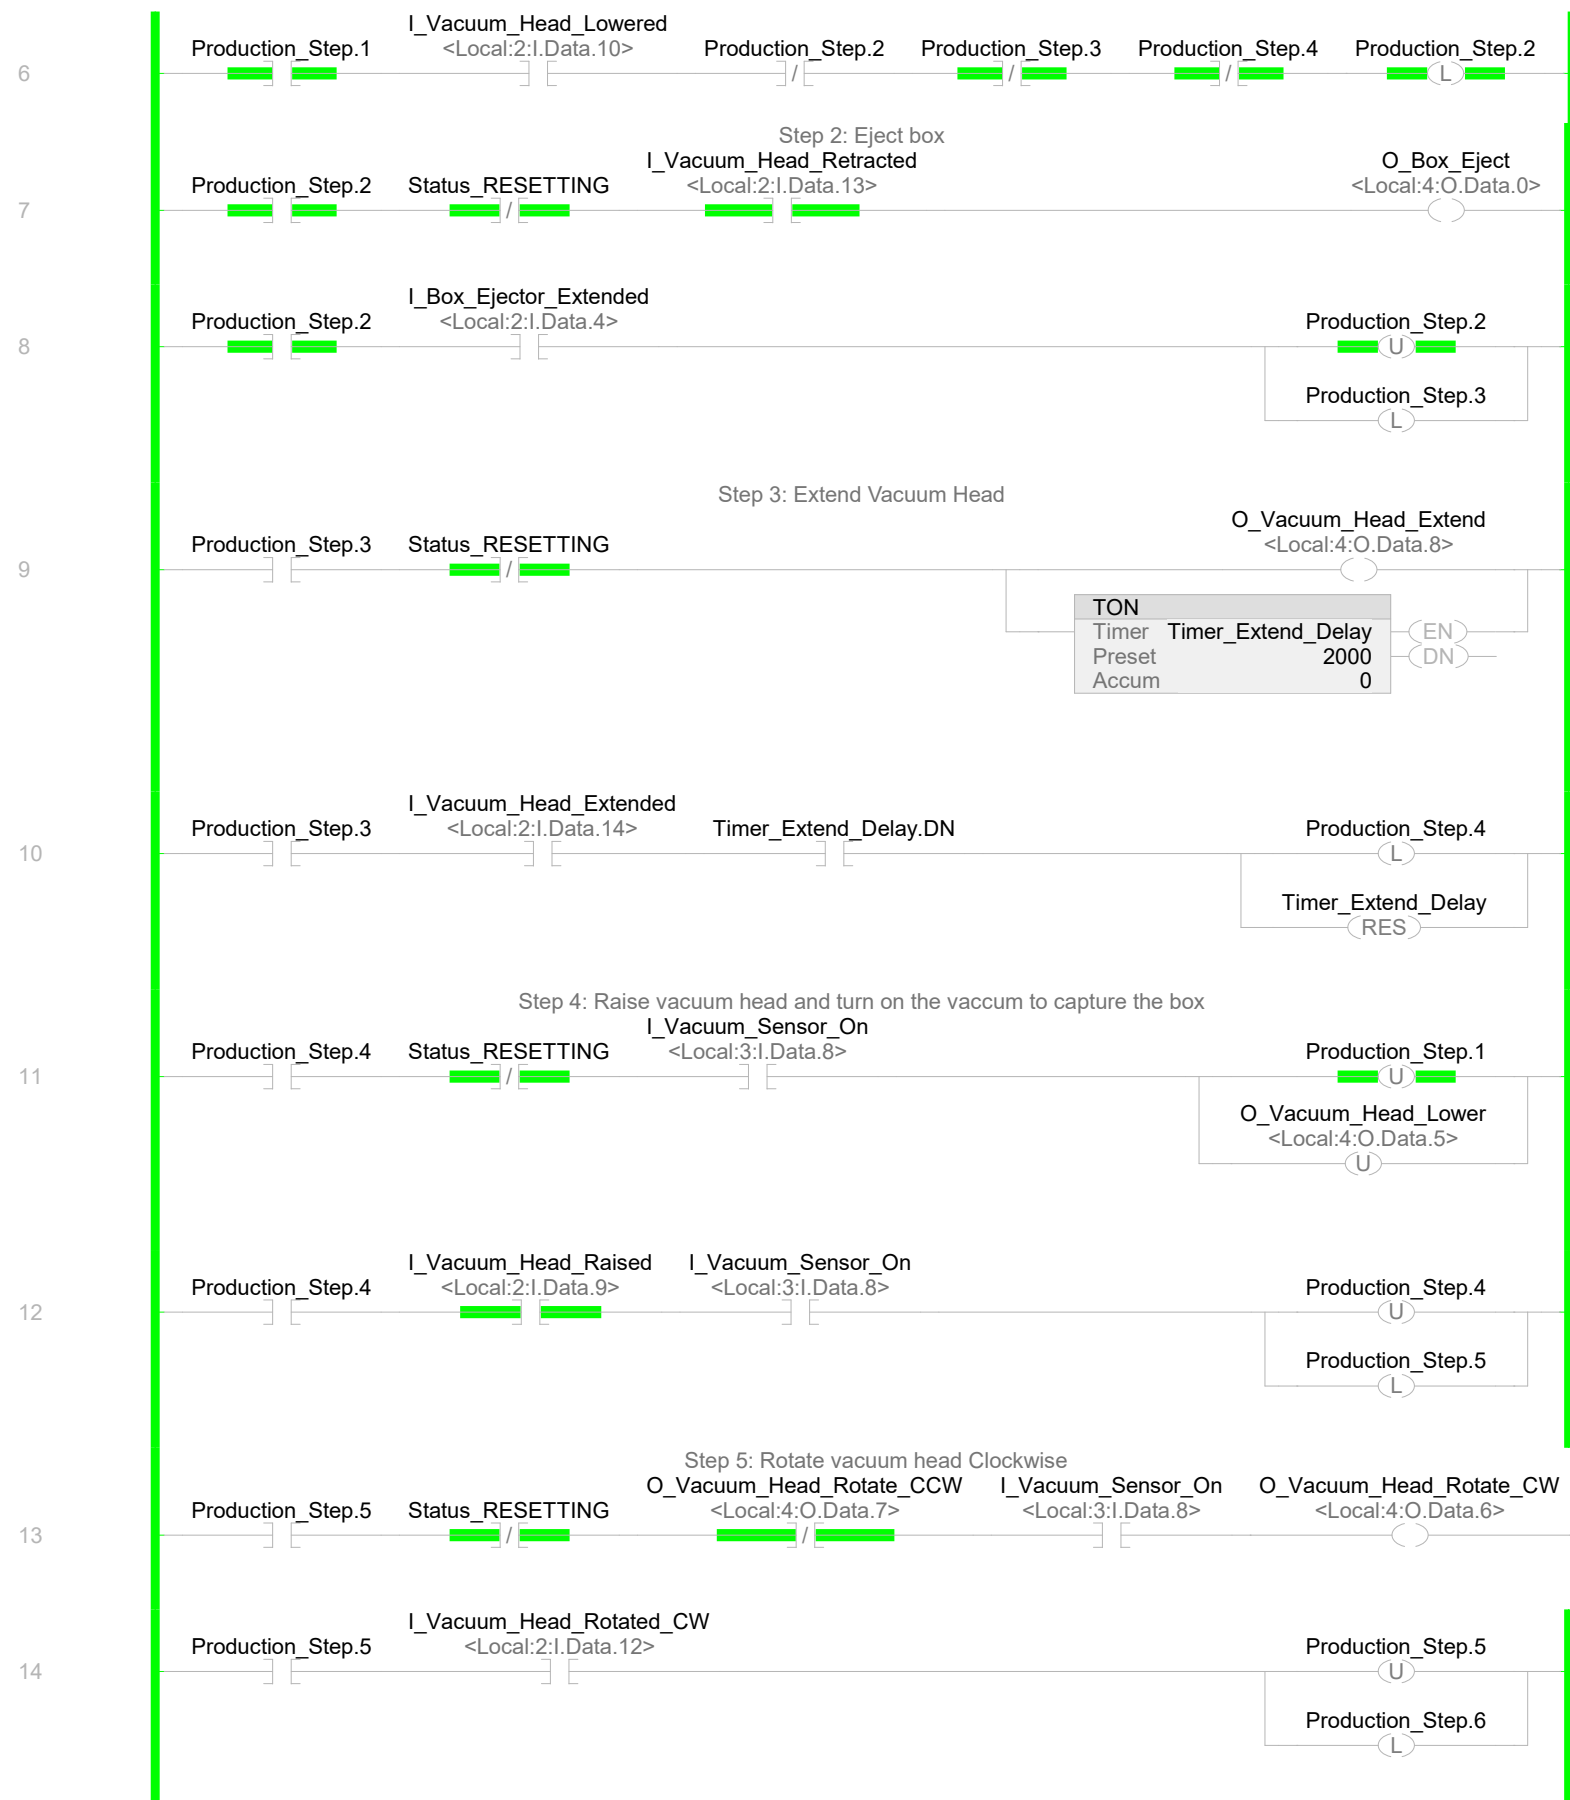 I_Vacuum_Head_Lowered
Production_Step.1 <Local:2:I.Data.10> Production_Step.2 Production_Step.3 Production_Step.4 Production_Step.2
6 / / / L
Step 2: Eject box
I_Vacuum_Head_Retracted O_Box_Eject
Production_Step.2 Status_RESETTING <Local:2:I.Data.13> <Local:4:O.Data.0>
7 /
I_Box_Ejector_Extended
Production_Step.2 <Local:2:I.Data.4> Production_Step.2
8 U
Production_Step.3
L
Step 3: Extend Vacuum Head
O_Vacuum_Head_Extend
Production_Step.3 Status_RESETTING <Local:4:O.Data.8>
9 /
TON
Timer Timer_Extend_Delay EN
Preset 2000 DN
Accum 0
I_Vacuum_Head_Extended
Production_Step.3 <Local:2:I.Data.14> Timer_Extend_Delay.DN Production_Step.4
10 L
Timer_Extend_Delay
RES
Step 4: Raise vacuum head and turn on the vaccum to capture the box
I_Vacuum_Sensor_On
Production_Step.4 Status_RESETTING <Local:3:I.Data.8> Production_Step.1
11 / U
O_Vacuum_Head_Lower
<Local:4:O.Data.5>
U
I_Vacuum_Head_Raised I_Vacuum_Sensor_On
Production_Step.4 <Local:2:I.Data.9> <Local:3:I.Data.8> Production_Step.4
12 U
Production_Step.5
L
Step 5: Rotate vacuum head Clockwise
O_Vacuum_Head_Rotate_CCW I_Vacuum_Sensor_On O_Vacuum_Head_Rotate_CW
Production_Step.5 Status_RESETTING <Local:4:O.Data.7> <Local:3:I.Data.8> <Local:4:O.Data.6>
13 / /
I_Vacuum_Head_Rotated_CW
Production_Step.5 <Local:2:I.Data.12> Production_Step.5
14 U
Production_Step.6
L